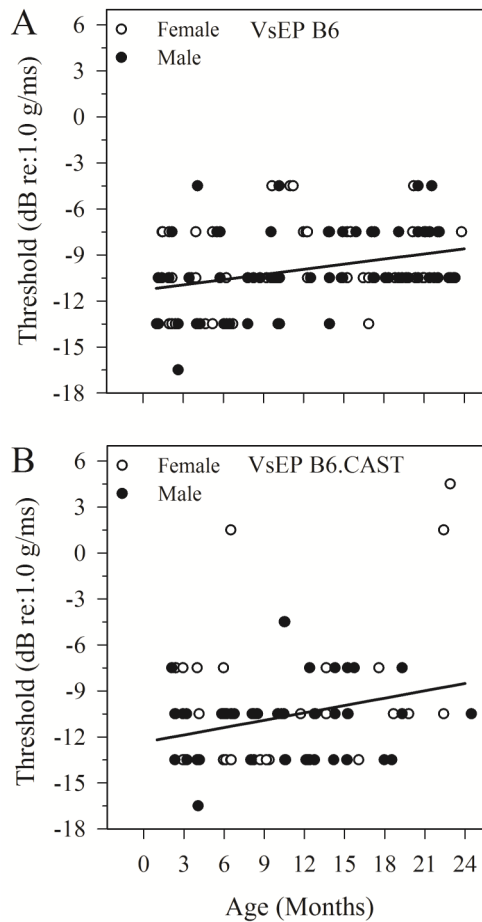 A
Female VsEP B6
Male
6
3
0
-3
-6
-9
-12
-15
-18
Threshold (dB re:1.0 g/ms)
B
Female VsEP B6.CAST
Male
6
3
0
-3
-6
-9
-12
-15
-18
Threshold (dB re:1.0 g/ms)
0 3 6 9 12 15 18 21 24
Age (Months)